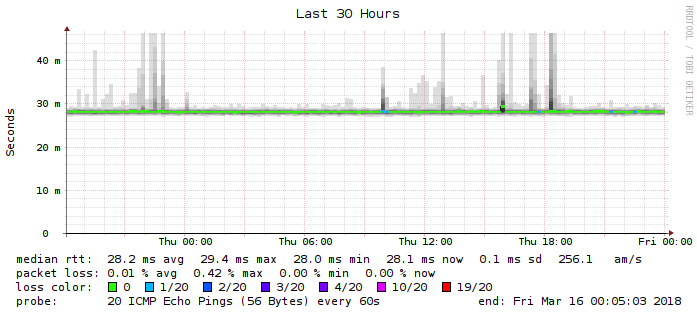 Last 30 Hours
RRDTOOL / TOBI OETIKER
Seconds
40 m
30 m
20 m
10 m
0
Thu 00:00 Thu 06:00 Thu 12:00 Thu 18:00 Fri 00:00
median rtt: 28.2 ms avg 29.4 ms max 28.0 ms min 28.1 ms now 0.1 ms sd 256.1 am/s
packet loss: 0.01 % avg 0.42 % max 0.00 % min 0.00 % now
loss color: 0 1/20 2/20 3/20 4/20 10/20 19/20
probe: 20 ICMP Echo Pings (56 Bytes) every 60s end: Fri Mar 16 00:05:03 2018